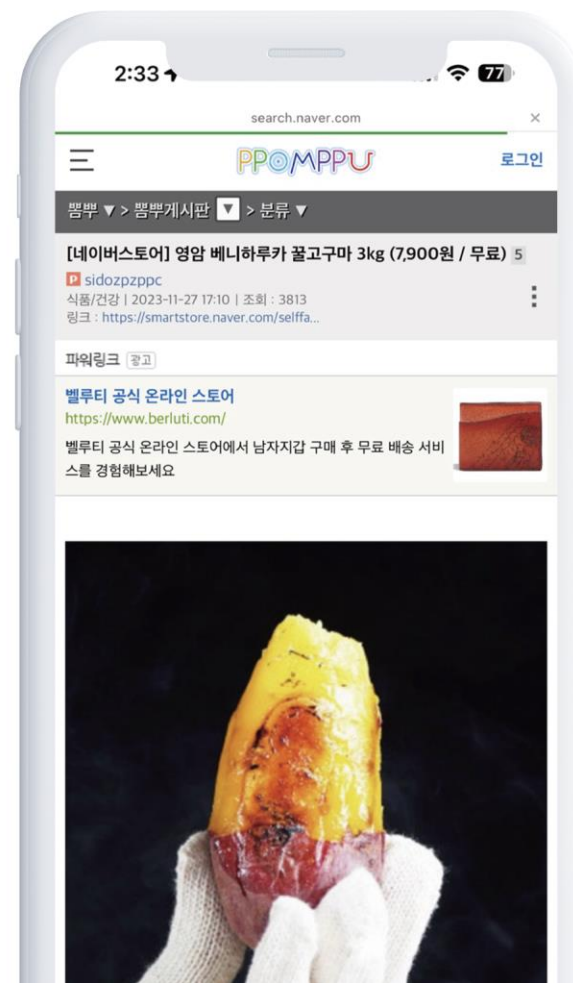 2:33
77
search.naver.com
PPOMPPU
로그인
뽐뿌 ▼ > 뽐뿌게시판 ▼ > 분류 ▼
[네이버스토어] 영암 베니하루카 꿀고구마 3kg (7,900원 / 무료) 5
P sidozpzppc
식품/건강 | 2023-11-27 17:10 | 조회 : 3813
링크 : https://smartstore.naver.com/selffa...
파워링크 광고
벨루티 공식 온라인 스토어
https://www.berluti.com/
벨루티 공식 온라인 스토어에서 남자지갑 구매 후 무료 배송 서비
스를 경험해보세요